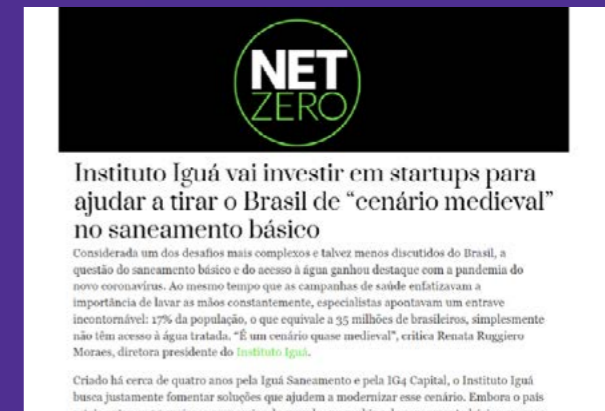 NET
ZERO
Instituto Iguá vai investir em startups para
ajudar a tirar o Brasil de “cenário medieval”
no saneamento básico
Considerada um dos desafios mais complexos e talvez menos discutidos do Brasil, a
questão do saneamento básico e do acesso à água ganhou destaque com a pandemia do
novo coronavírus. Ao mesmo tempo que as campanhas de saúde enfatizavam a
importância de lavar as mãos constantemente, especialistas apontavam um entrave
incontornável: 17% da população, o que equivale a 35 milhões de brasileiros, simplesmente
não têm acesso à água tratada. “É um cenário quase medieval”, critica Renata Ruggiero
Moraes, diretora presidente do Instituto Iguá.
Criado há cerca de quatro anos pela Iguá Saneamento e pela IG4 Capital, o Instituto Iguá
busca justamente fomentar soluções que ajudem a modernizar esse cenário. Embora o país